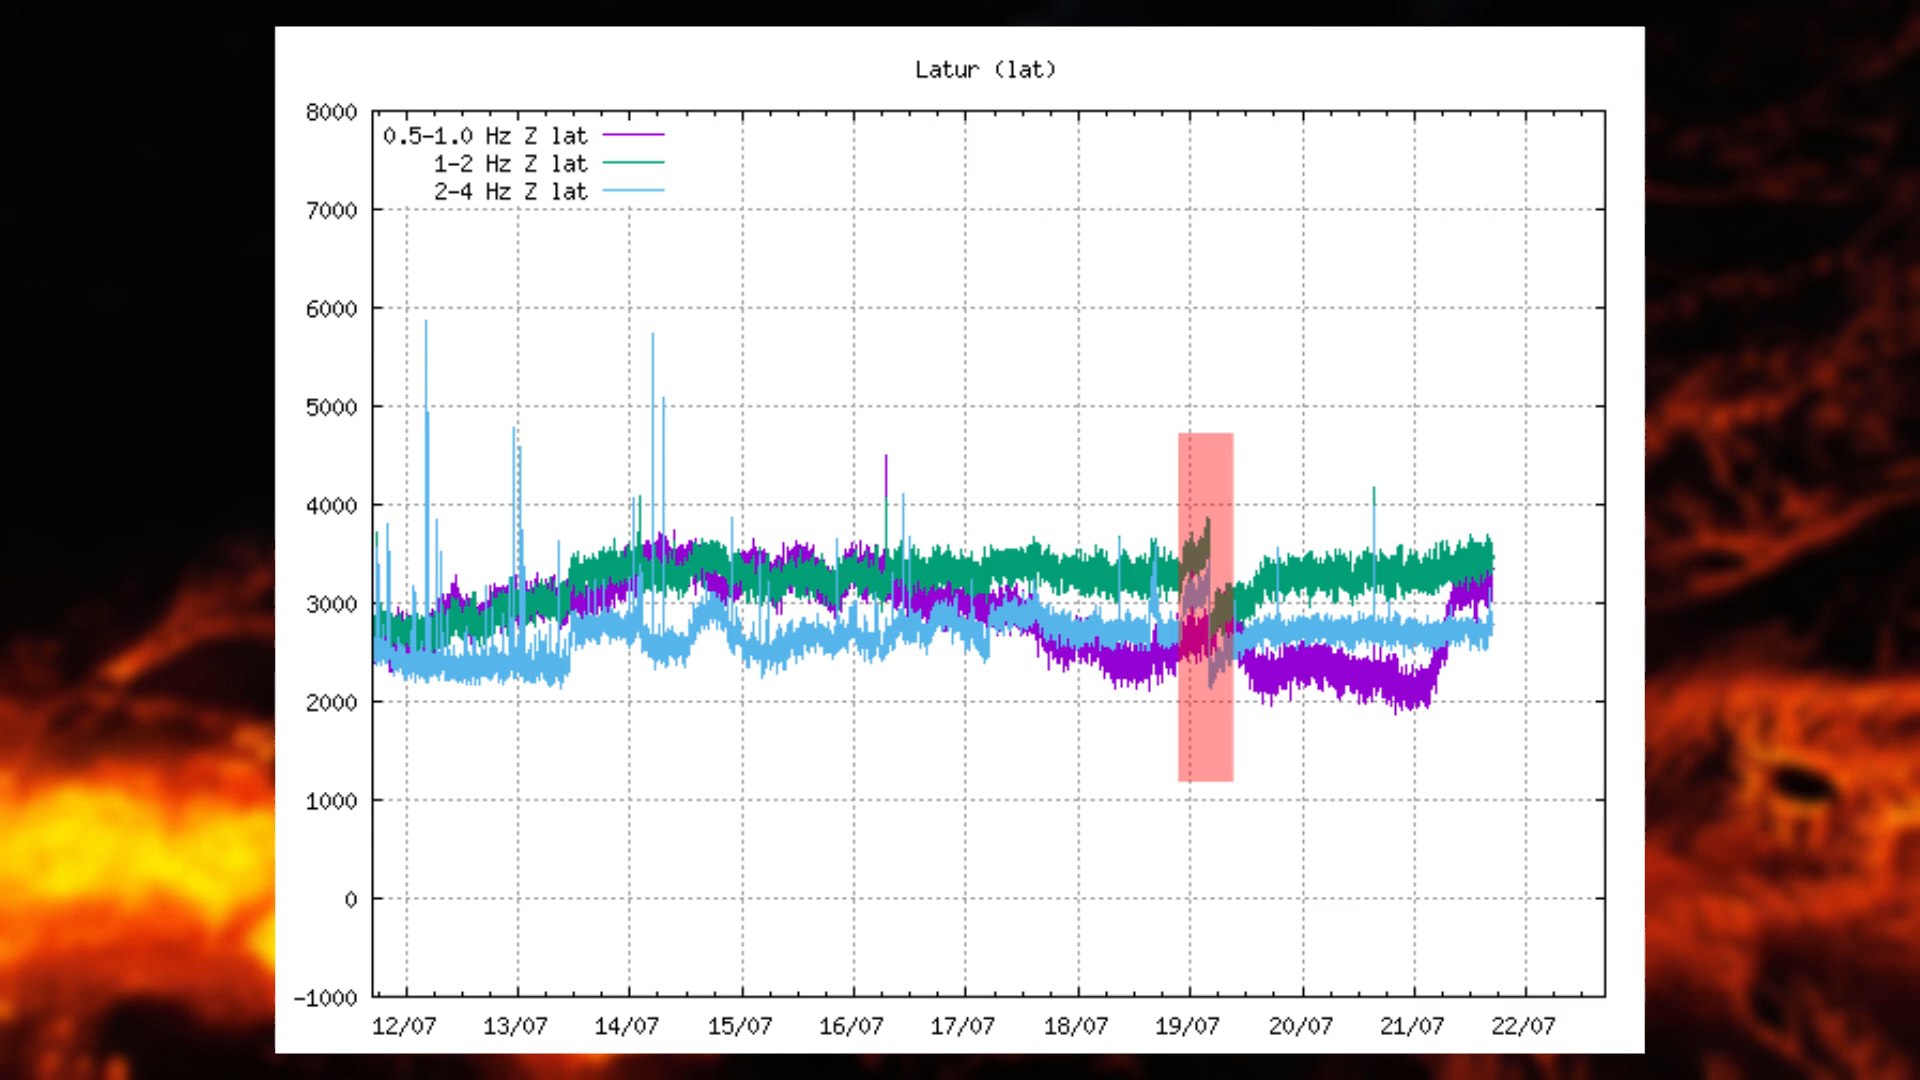 Latur (lat)
8000
0.5-1.0 Hz Z lat
1-2 Hz Z lat
2-4 Hz Z lat
7000
6000
5000
4000
3000
2000
1000
0
-1000
12/07 13/07 14/07 15/07 16/07 17/07 18/07 19/07 20/07 21/07 22/07